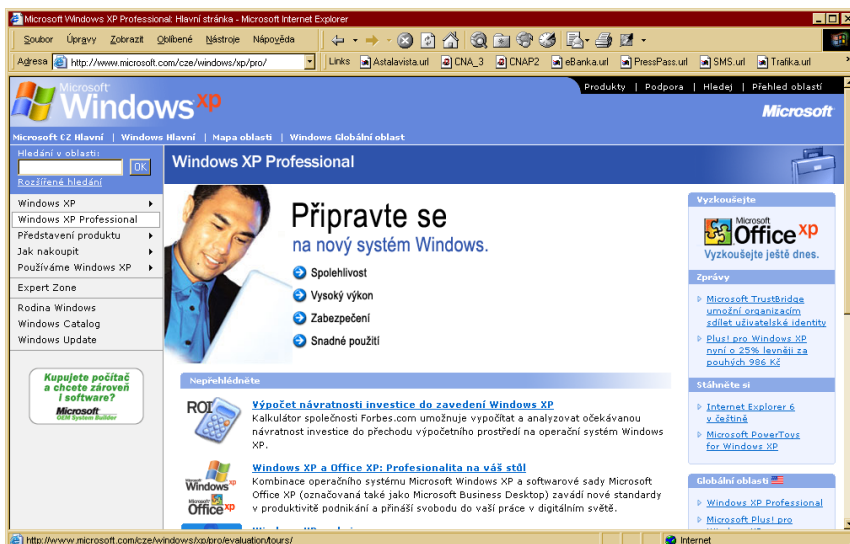 Microsoft Windows XP Professional: Hlavní stránka - Microsoft Internet Explorer
Soubor Úpravy Zobrazit Oblíbené Nástroje Nápověda
Adresa http://www.microsoft.com/cze/windows/xp/pro/ Links Astalavista.url CNA_3 CNAP2 eBanka.url PressPass.url SMS.url Trafika.url
Produkty | Podpora | Hledej | Přehled oblastí
Microsoft
Windows xp
Microsoft
Microsoft CZ Hlavní | Windows Hlavní | Mapa oblasti | Windows Globální oblast
Hledání v oblasti:
OK
Rozšířené hledání
Windows XP
Windows XP Professional
Představení produktu
Jak nakoupit
Používáme Windows XP
Expert Zone
Rodina Windows
Windows Catalog
Windows Update
Kupujete počítač
a chcete zároveň
i software?
Microsoft
OEM System Builder
Windows XP Professional
Připravte se
na nový systém Windows.
Spolehlivost
Vysoký výkon
Zabezpečení
Snadné použití
Nepřehlédněte
ROI
Výpočet návratnosti investice do zavedení Windows XP
Kalkulátor společnosti Forbes.com umožnuje vypočítat a analyzovat očekávanou
návratnost investice do přechodu výpočetního prostředí na operační systém Windows
XP.
Windows xp
Microsoft
Office xp
Windows XP a Office XP: Profesionalita na váš stůl
Kombinace operačního systému Microsoft Windows XP a softwarové sady Microsoft
Office XP (označovaná také jako Microsoft Business Desktop) zavádí nové standardy
v produktivitě podnikání a přináší svobodu do vaší práce v digitálním světě.
Vyzkoušejte
Microsoft
Office xp
Vyzkoušejte ještě dnes.
Zprávy
Microsoft TrustBridge
umožní organizacím
sdílet uživatelské identity
Plus! pro Windows XP
nyní o 25% levněji za
pouhých 986 Kč
Stáhněte si
Internet Explorer 6
v češtině
Microsoft PowerToys
for Windows XP
Globální oblasti
Windows XP Professional
Microsoft Plus! pro
http://www.microsoft.com/cze/windows/xp/pro/evaluation/tours/ Internet